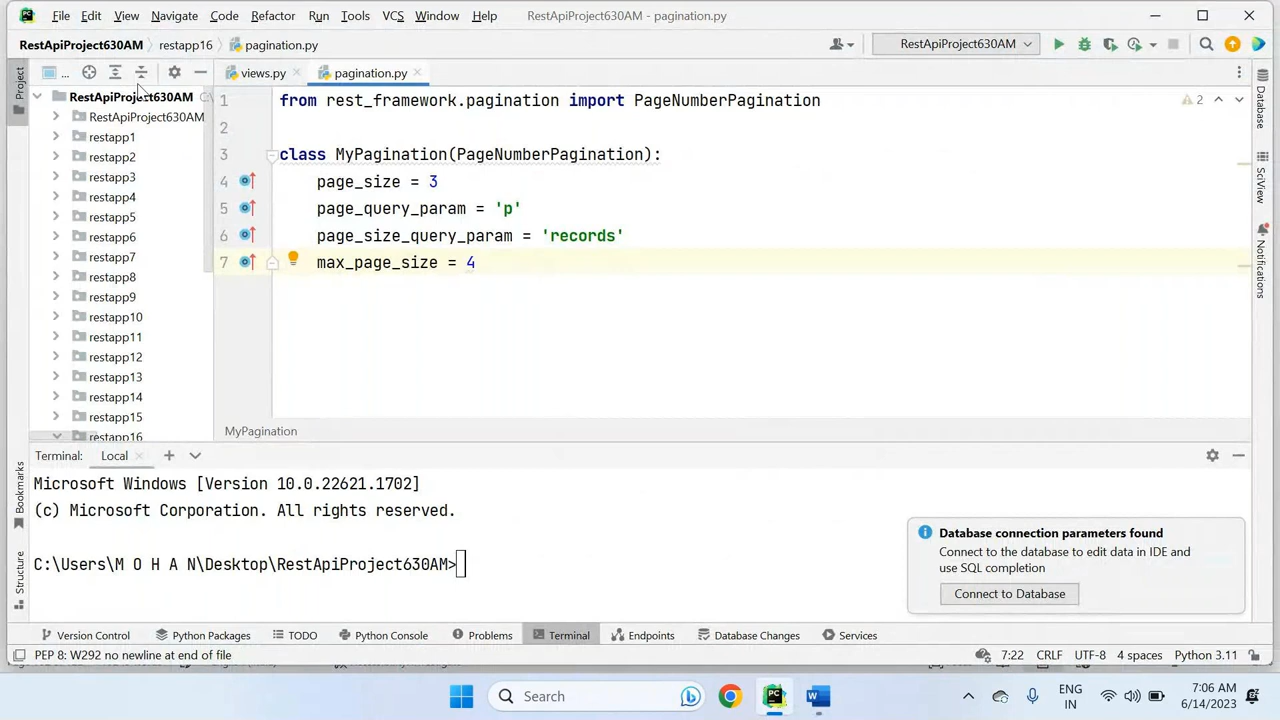 File Edit View Navigate Code Refactor Run Tools VCS Window Help RestApiProject630AM - pagination.py
RestApiProject630AM restapp16 pagination.py RestApiProject630AM
Project
...
views.py pagination.py
RestApiProject630AM
RestApiProject630AM
restapp1
restapp2
restapp3
restapp4
restapp5
restapp6
restapp7
restapp8
restapp9
restapp10
restapp11
restapp12
restapp13
restapp14
restapp15
restapp16
1 from rest_framework.pagination import PageNumberPagination
2
3 class MyPagination(PageNumberPagination):
4 page_size = 3
5 page_query_param = 'p'
6 page_size_query_param = 'records'
7 max_page_size = 4
2
Database
SciView
Notifications
MyPagination
Terminal: Local
Microsoft Windows [Version 10.0.22621.1702]
(c) Microsoft Corporation. All rights reserved.
C:\Users\M O H A N\Desktop\RestApiProject630AM>
Bookmarks
Structure
Database connection parameters found
Connect to the database to edit data in IDE and
use SQL completion
Connect to Database
Version Control Python Packages TODO Python Console Problems Terminal Endpoints Database Changes Services
PEP 8: W292 no newline at end of file 7:22 CRLF UTF-8 4 spaces Python 3.11
Search
ENG
IN
7:06 AM
6/14/2023